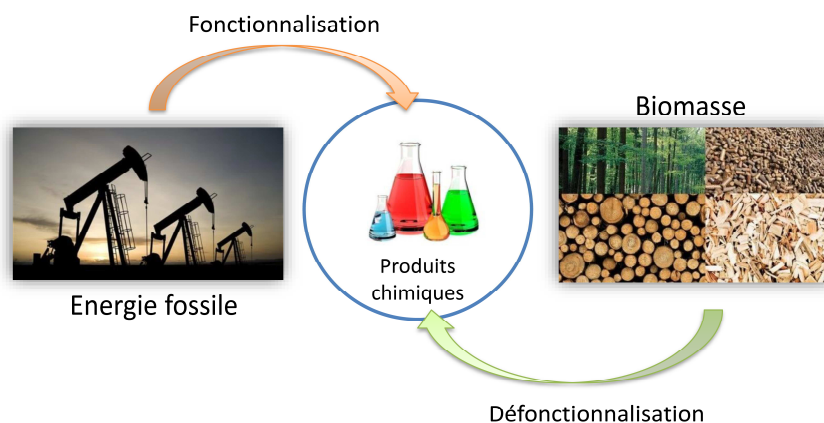 Fonctionnalisation
Biomasse
Produits
chimiques
Energie fossile
Défonctionnalisation